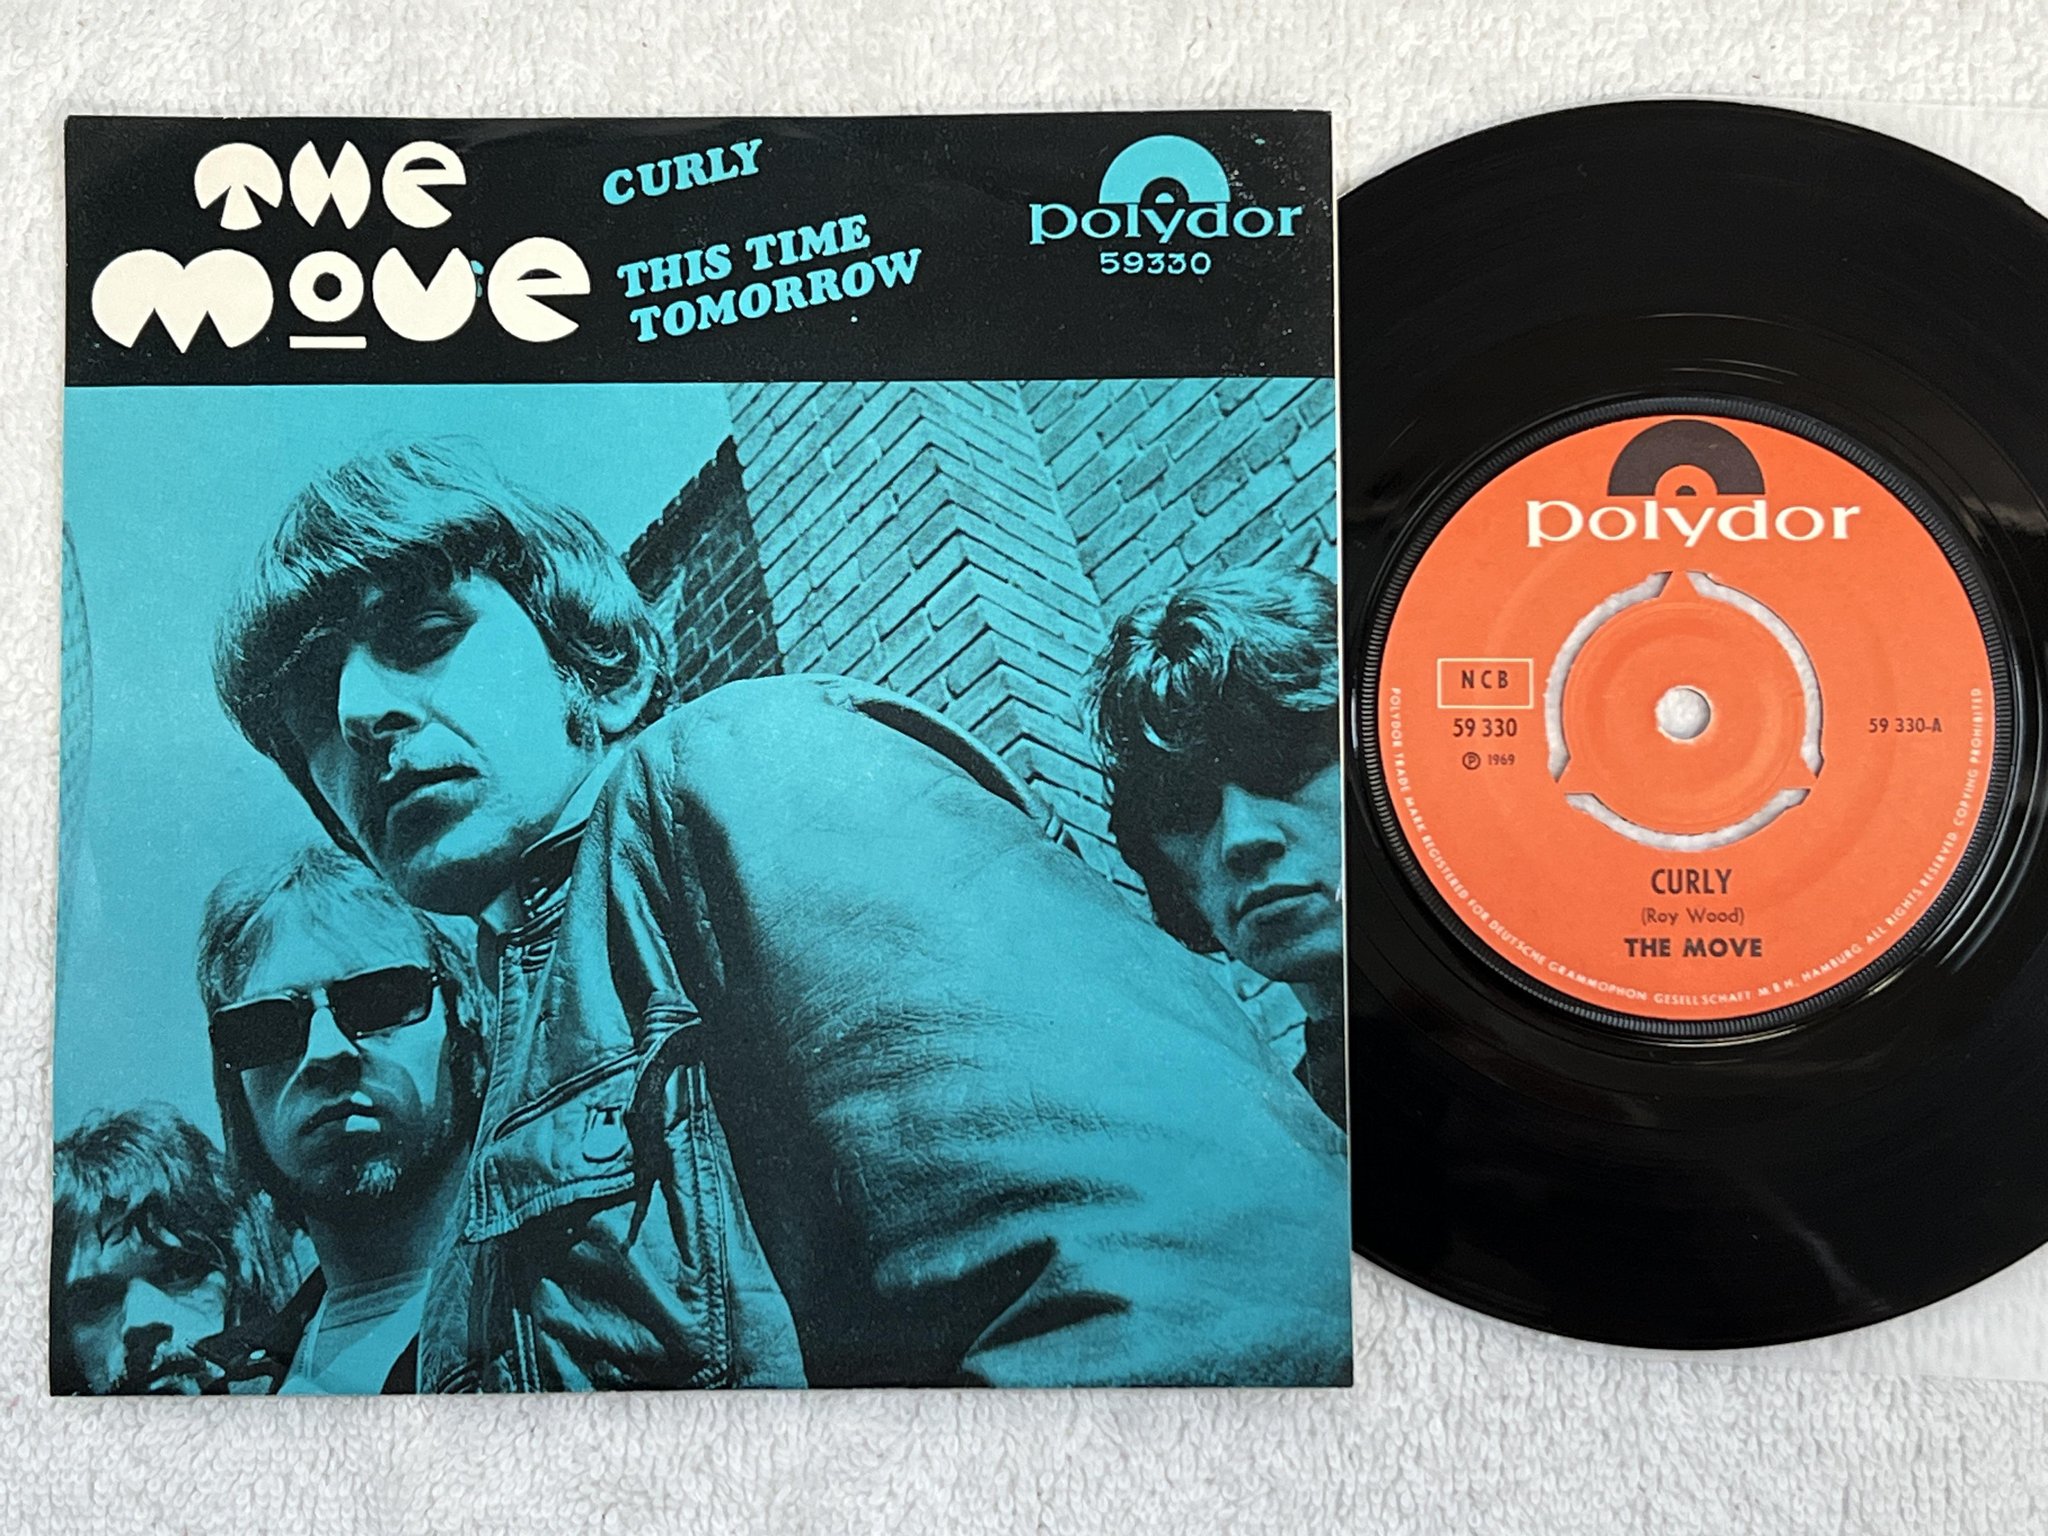 THE
MOVE
CURLY
THIS TIME
TOMORROW
polydor
59330
polydor
NCB
59 330
℗ 1969
59 330-A
CURLY
(Roy Wood)
THE MOVE
POLYDOR TRADE MARK REGISTERED FOR DEUTSCHE GRAMMOPHON GESELLSCHAFT M B H, HAMBURG. ALL RIGHTS RESERVED. COPYING PROHIBITED